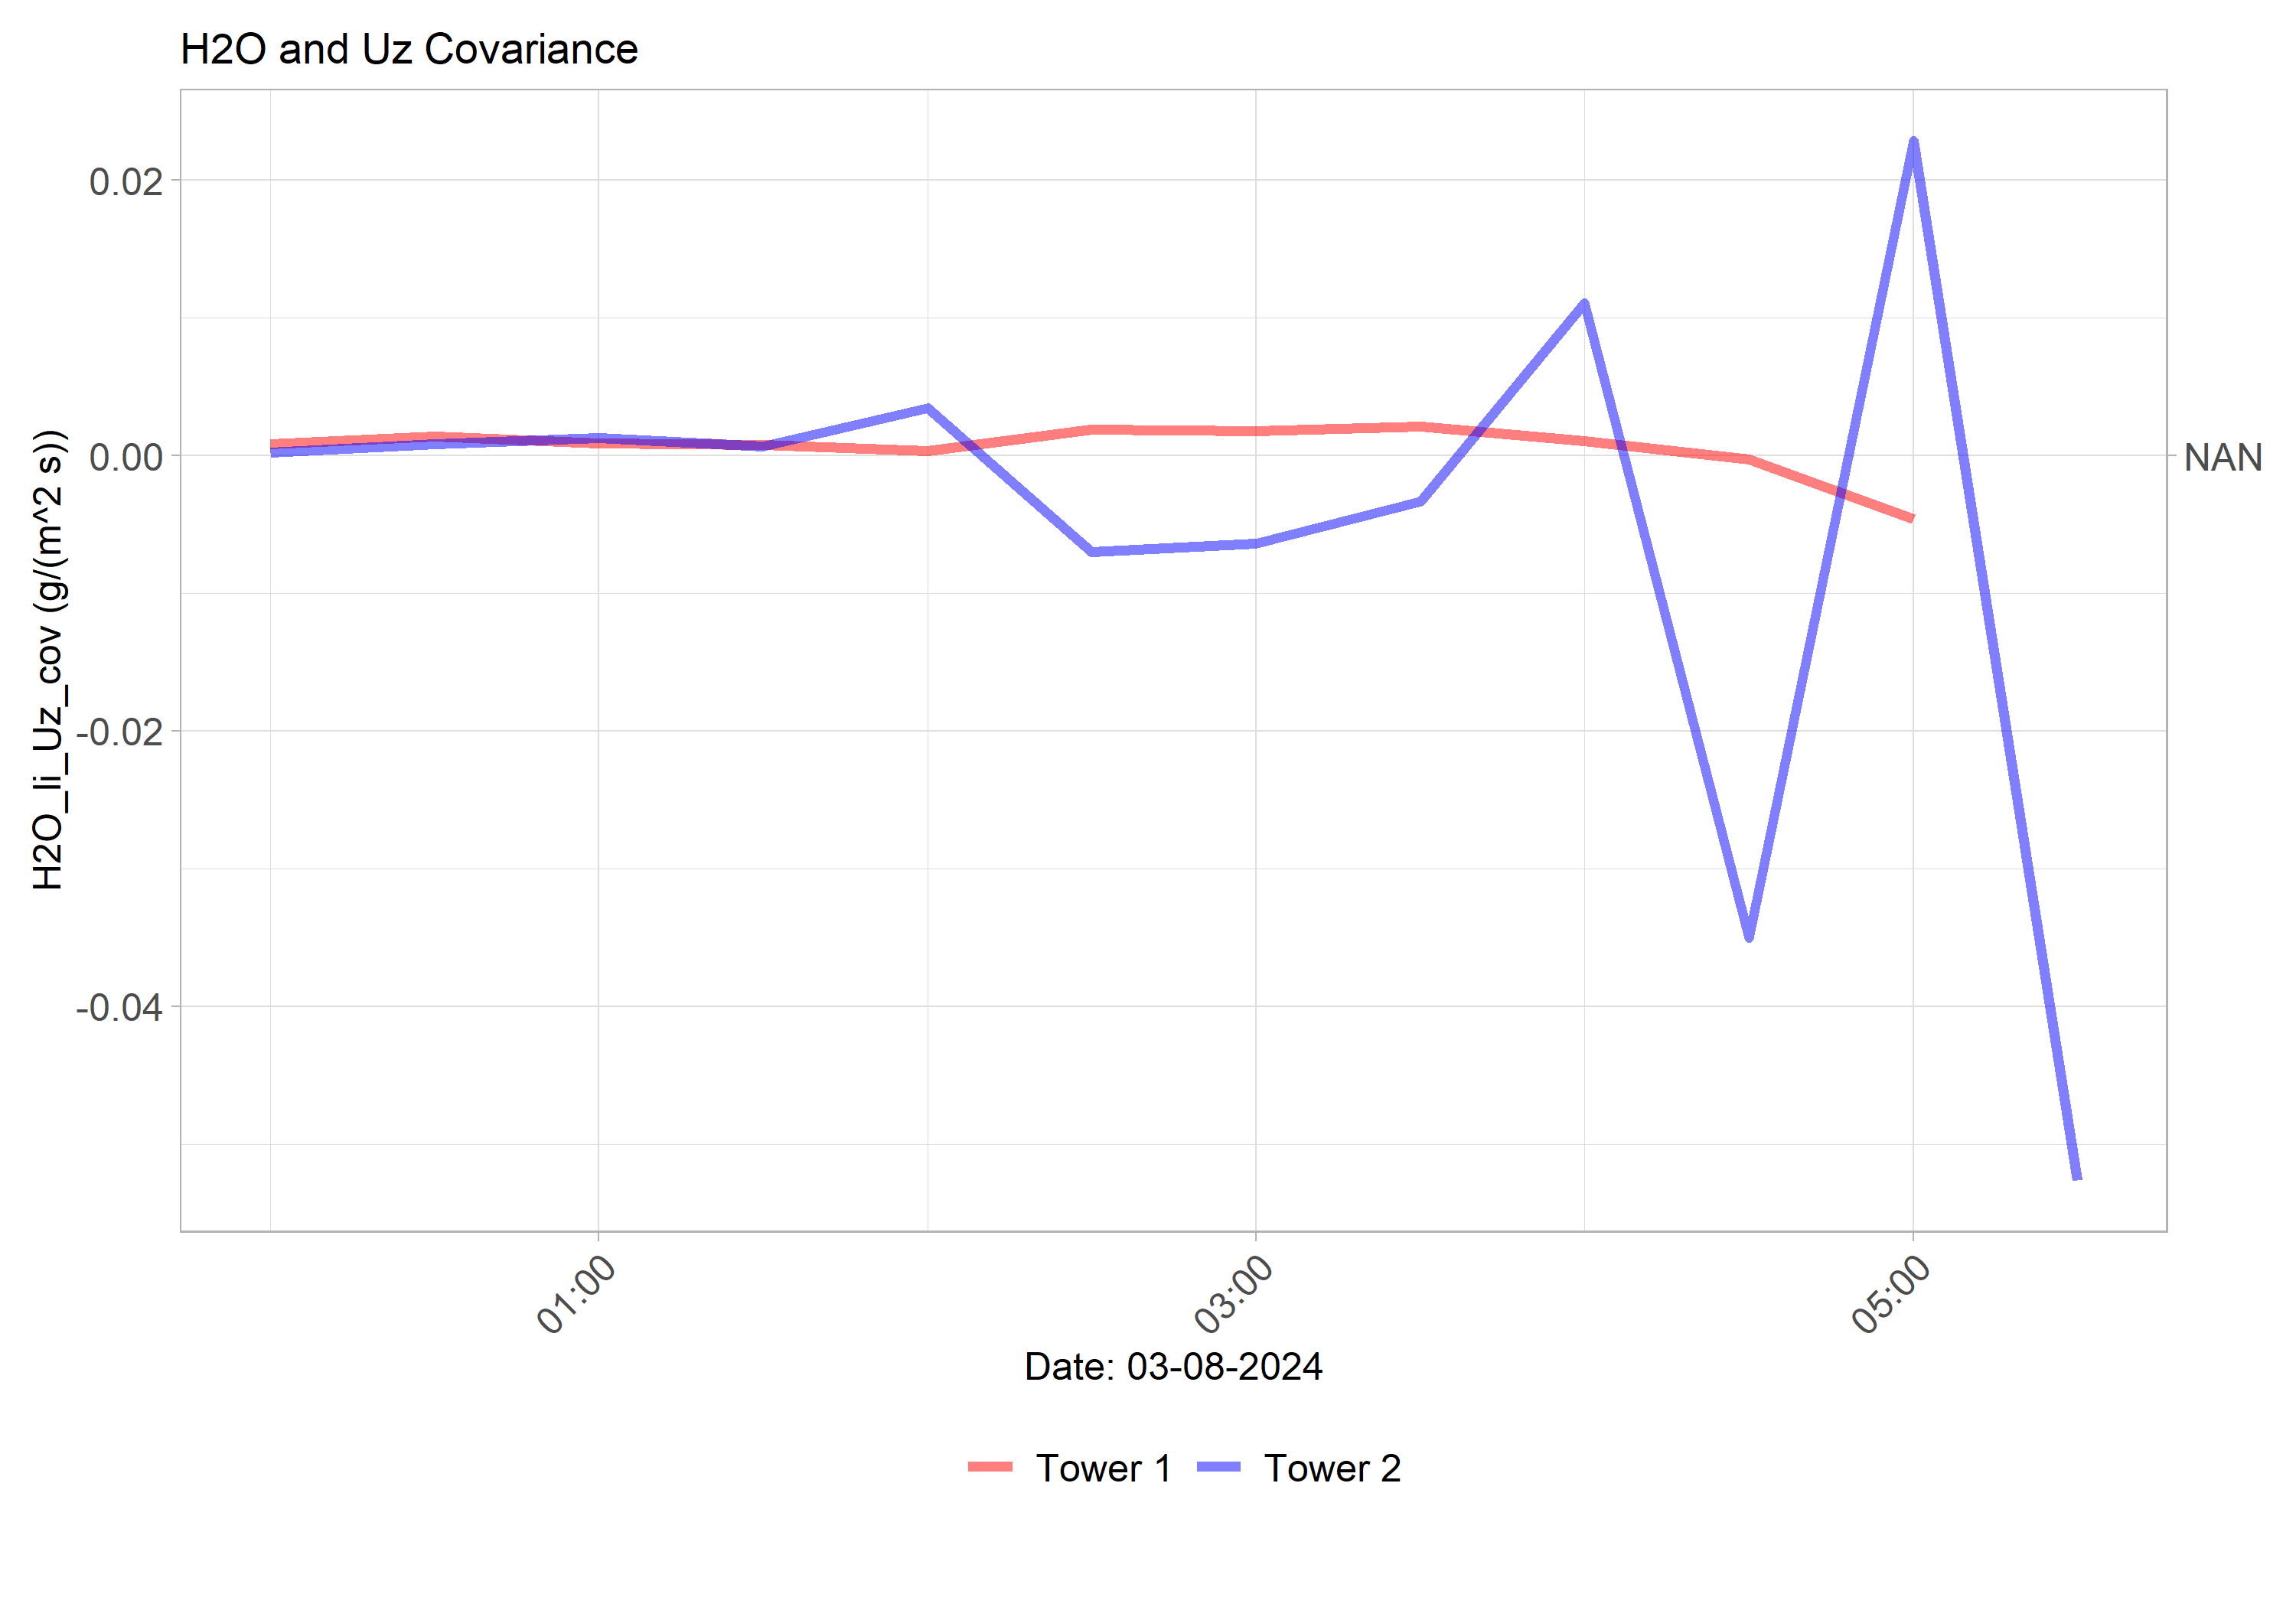 H2O and Uz Covariance
H2O_li_Uz_cov (g/(m^2 s))
0.02
0.00
-0.02
-0.04
NAN
01:00
03:00
05:00
Date: 03-08-2024
Tower 1
Tower 2